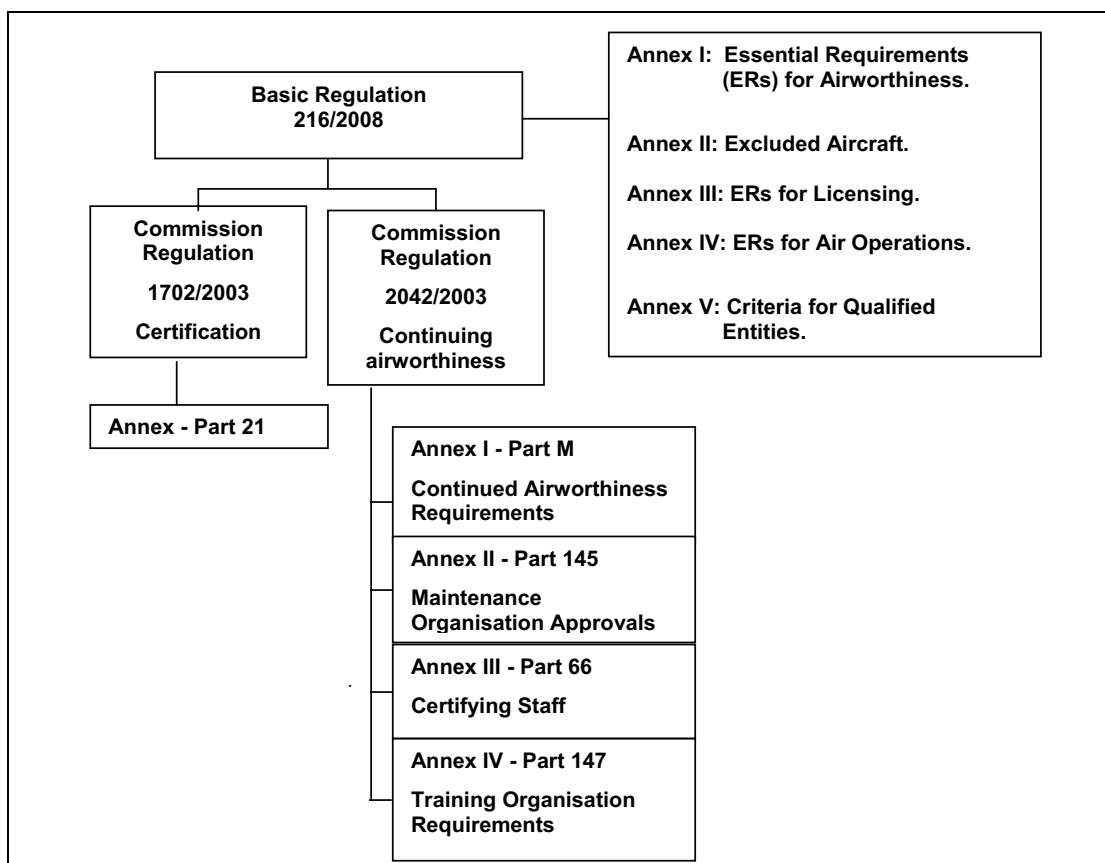 Basic Regulation
216/2008
Annex I: Essential Requirements
(ERs) for Airworthiness.
Annex II: Excluded Aircraft.
Annex III: ERs for Licensing.
Annex IV: ERs for Air Operations.
Annex V: Criteria for Qualified
Entities.
Commission
Regulation
1702/2003
Certification
Commission
Regulation
2042/2003
Continuing
airworthiness
Annex - Part 21
Annex I - Part M
Continued Airworthiness
Requirements
Annex II - Part 145
Maintenance
Organisation Approvals
Annex III - Part 66
Certifying Staff
Annex IV - Part 147
Training Organisation
Requirements